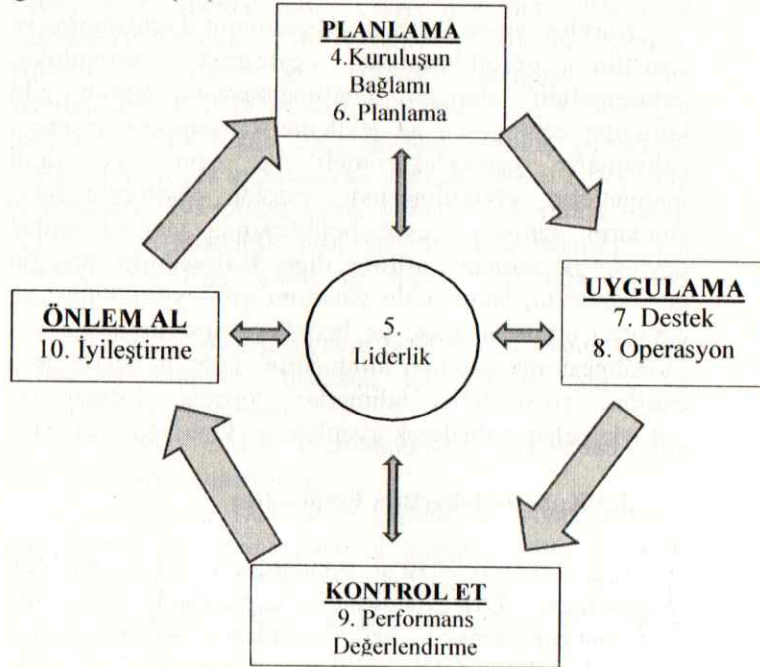 PLANLAMA
4.Kuruluşun
Bağlamı
6. Planlama
ÖNLEM AL
10. İyileştirme
5.
Liderlik
UYGULAMA
7. Destek
8. Operasyon
KONTROL ET
9. Performans
Değerlendirme